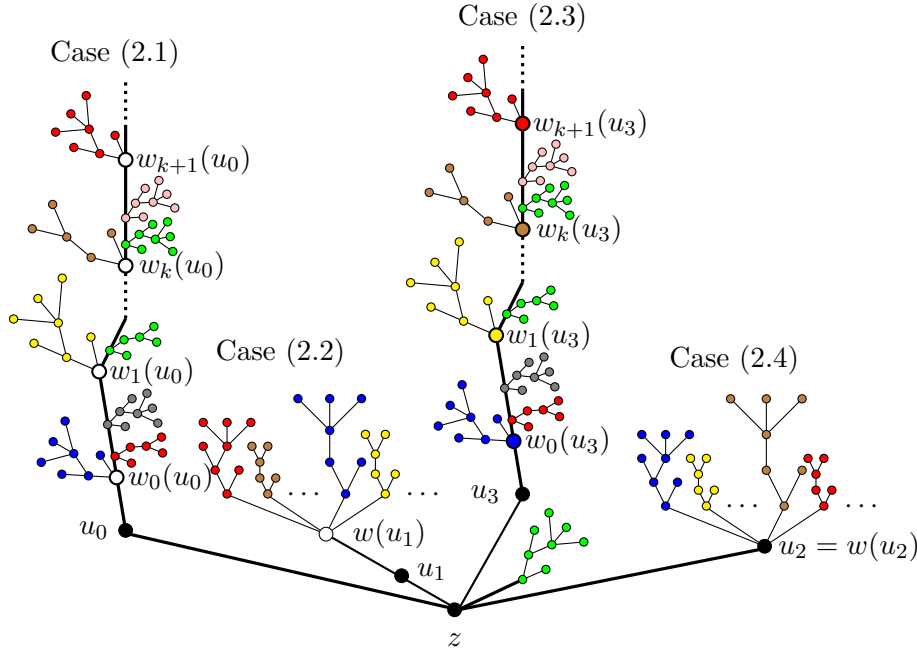 Case (2.3)
Case (2.1)
w_{k+1}(u_3)
w_{k+1}(u_0)
w_k(u_3)
w_k(u_0)
w_1(u_3)
Case (2.2)
Case (2.4)
w_1(u_0)
w_0(u_3)
w_0(u_0)
u_3
... ...
... ...
u_0
w(u_1)
u_2 = w(u_2)
u_1
z